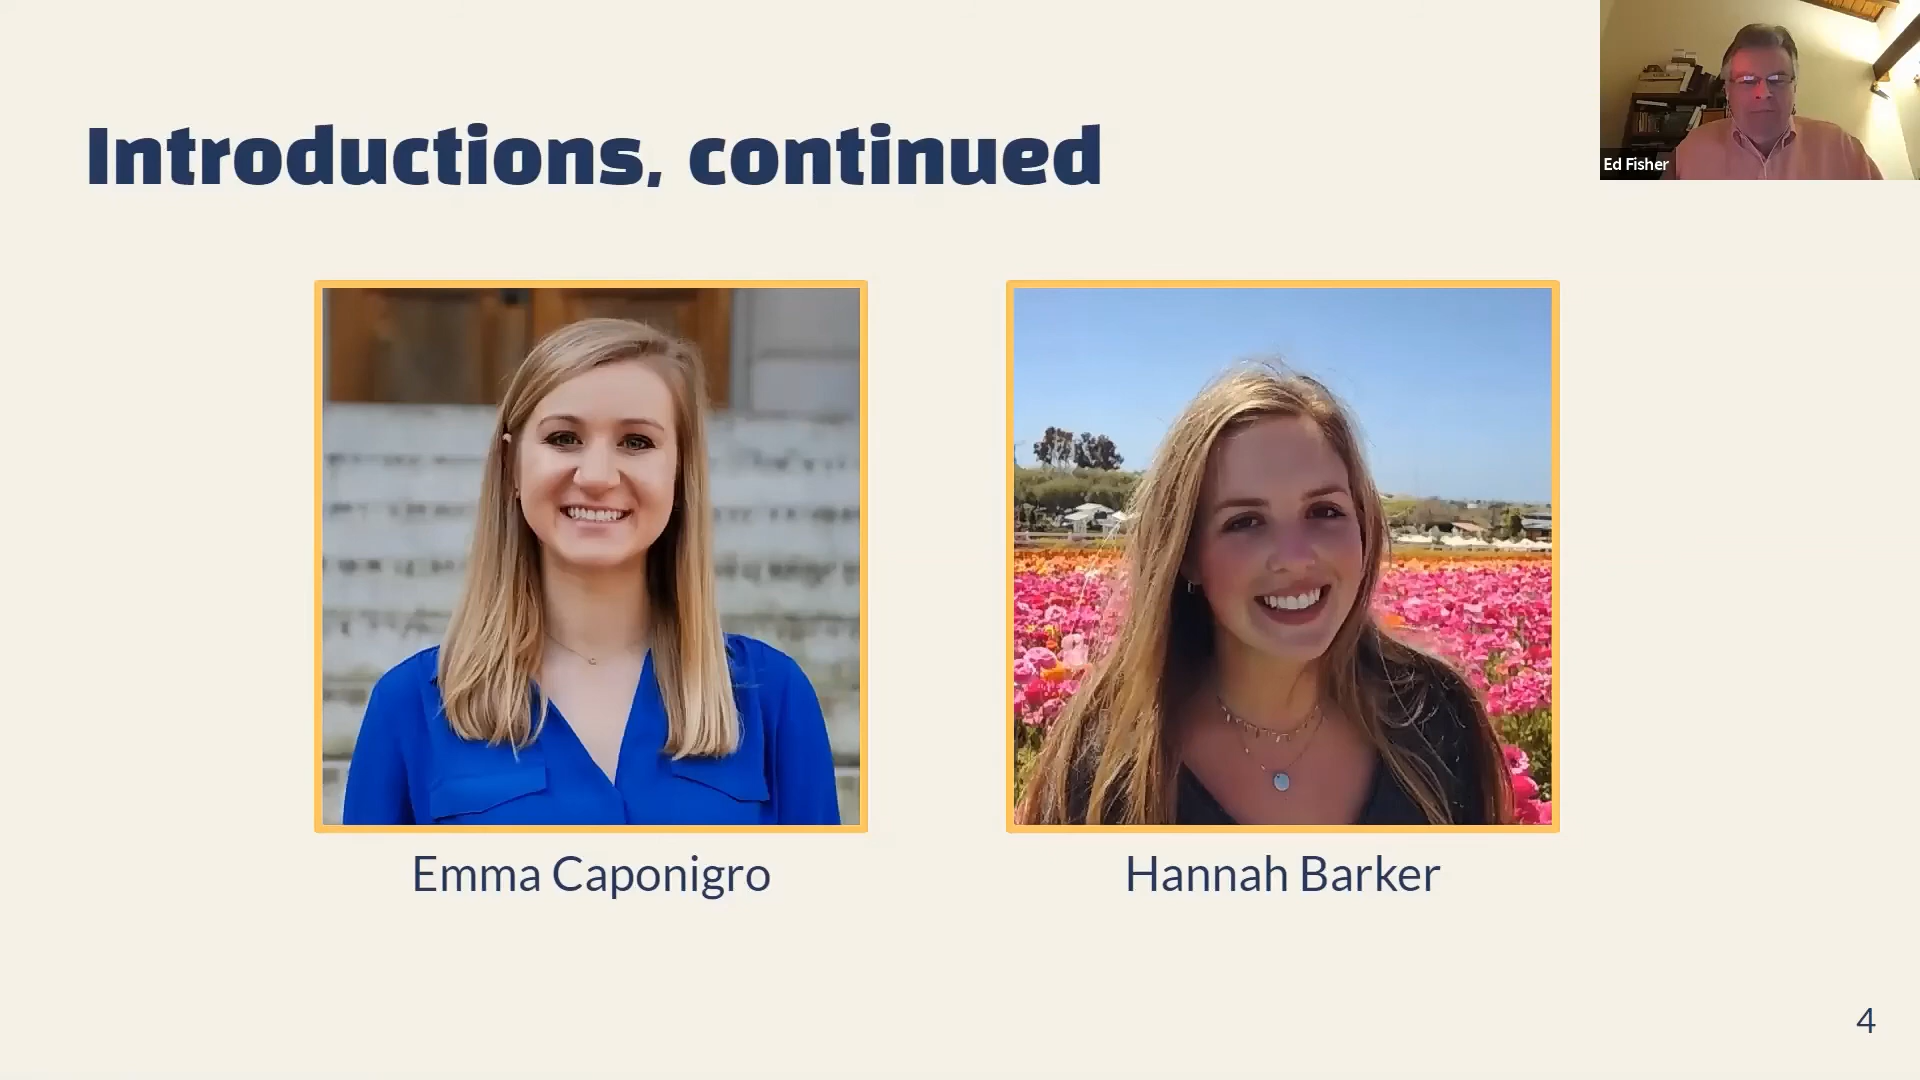 Introductions, continued
Ed Fisher
Emma Caponigro
Hannah Barker
4